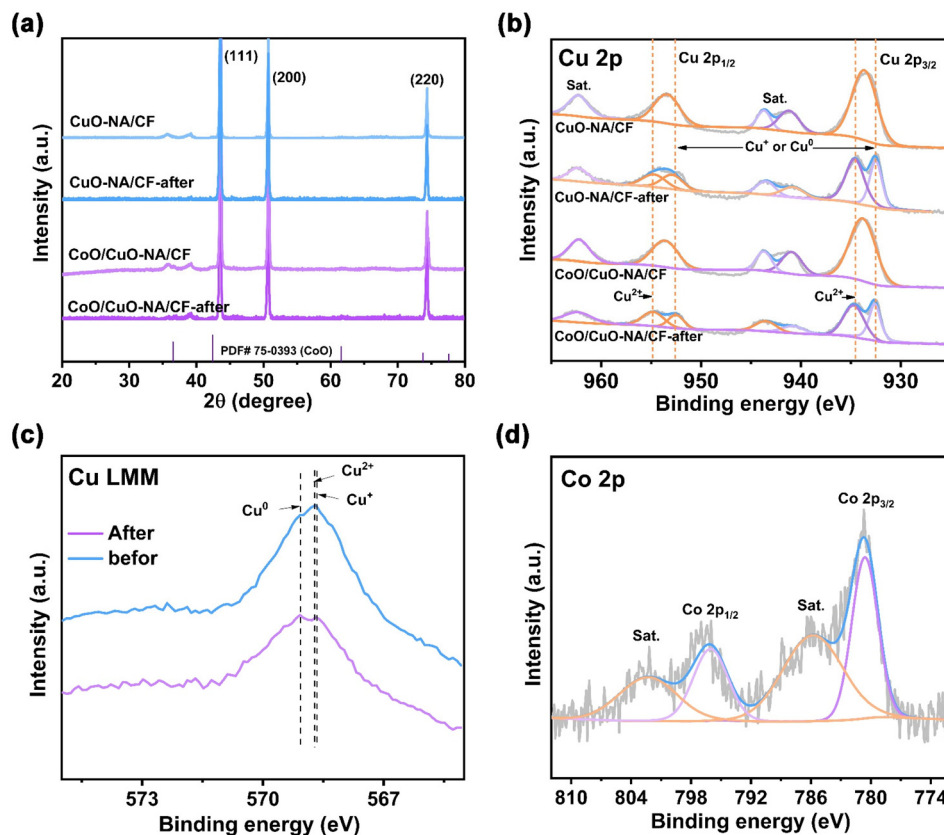 (a)
(111)
(200)
(220)
CuO-NA/CF
CuO-NA/CF-after
CoO/CuO-NA/CF
CoO/CuO-NA/CF-after
PDF# 75-0393 (CoO)
Intensity (a.u.)
20 30 40 50 60 70 80
2θ (degree)
(b)
Cu 2p
Cu 2p1/2
Cu 2p3/2
Sat.
Sat.
CuO-NA/CF
Cu⁺ or Cu⁰
CuO-NA/CF-after
CoO/CuO-NA/CF
Cu²⁺
Cu²⁺
CoO/CuO-NA/CF-after
Intensity (a.u.)
960 950 940 930
Binding energy (eV)
(c)
Cu LMM
Cu²⁺
Cu⁰
Cu⁺
After
befor
Intensity (a.u.)
573 570 567
Binding energy (eV)
(d)
Co 2p
Co 2p3/2
Sat.
Co 2p1/2
Sat.
Intensity (a.u.)
810 804 798 792 786 780 774
Binding energy (eV)